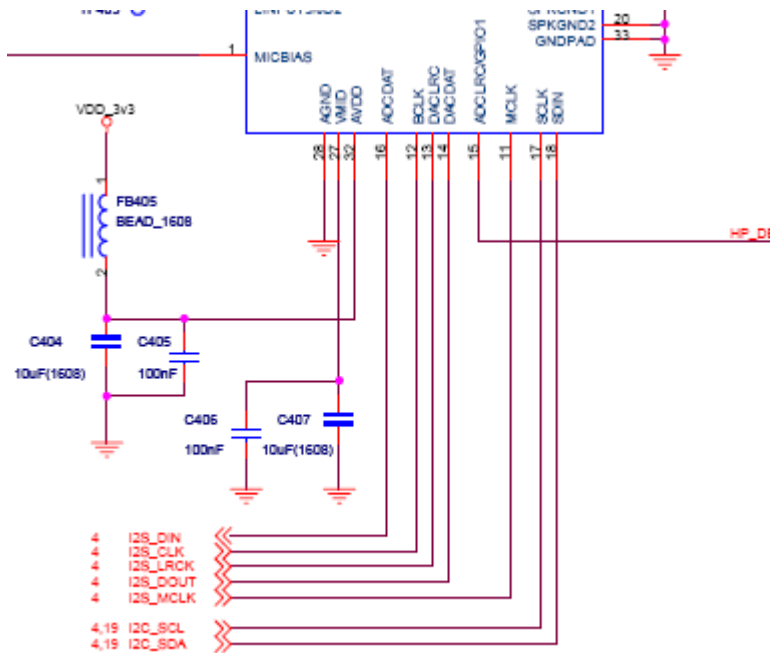 SPKGND2 20
GNDPAD 33
1 MICBIAS
VDD_3v3
AGND VMID AVDD ADCDAT BCLK DACLRC DACDAT ADCLRC/GPIO1 MCLK SCLK SDIN
28 27 32 16 12 13 14 15 11 17 18
1
FB405
BEAD_1608
HP_DE
2
C404 C405
10uF(1608) 100nF
C406 C407
100nF 10uF(1608)
4 I2S_DIN
4 I2S_CLK
4 I2S_LRCK
4 I2S_DOUT
4 I2S_MCLK
4,19 I2C_SCL
4,19 I2C_SDA